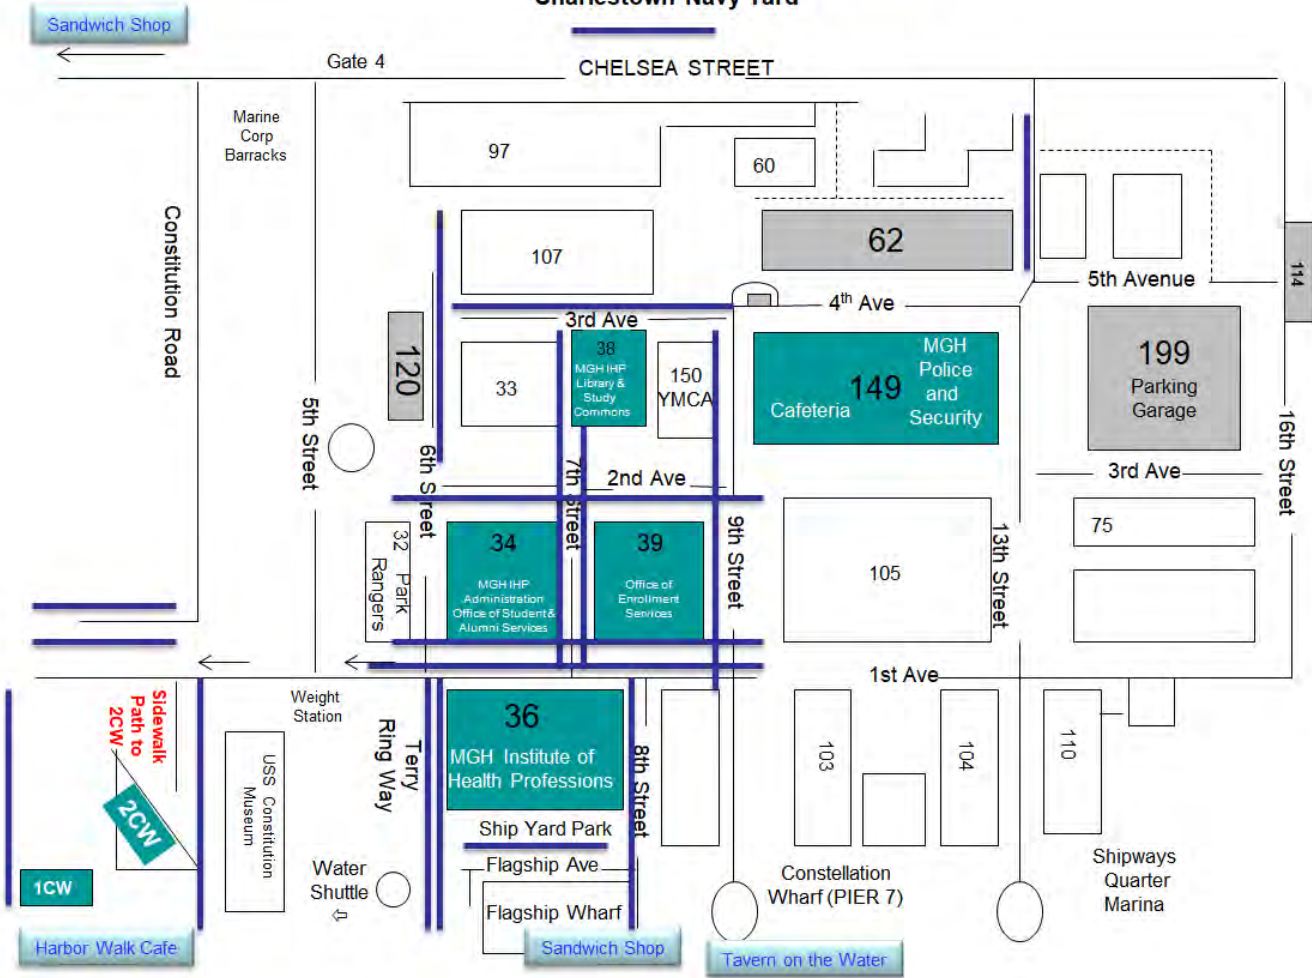 Charlestown Navy Yard
Sandwich Shop
Gate 4
CHELSEA STREET
Marine
Corp
Barracks
97
60
Constitution Road
107
62
114
5th Avenue
4th Ave
3rd Ave
120
33
38
MGH IHP
Library &
Study
Commons
150
YMCA
Cafeteria
149
MGH
Police
and
Security
199
Parking
Garage
5th Street
6th Street
7th Street
2nd Ave
3rd Ave
16th Street
32 Park
Rangers
34
MGH IHP
Administration
Office of Student &
Alumni Services
39
Office of
Enrollment
Services
9th Street
105
13th Street
75
1st Ave
Sidewalk
Path to
2CW
Weight
Station
Terry
Ring Way
36
MGH Institute of
Health Professions
8th Street
103
104
110
2CW
USS Constitution
Museum
Ship Yard Park
Flagship Ave
Flagship Wharf
Water
Shuttle
1CW
Constellation
Wharf (PIER 7)
Shipways
Quarter
Marina
Harbor Walk Cafe
Sandwich Shop
Tavern on the Water